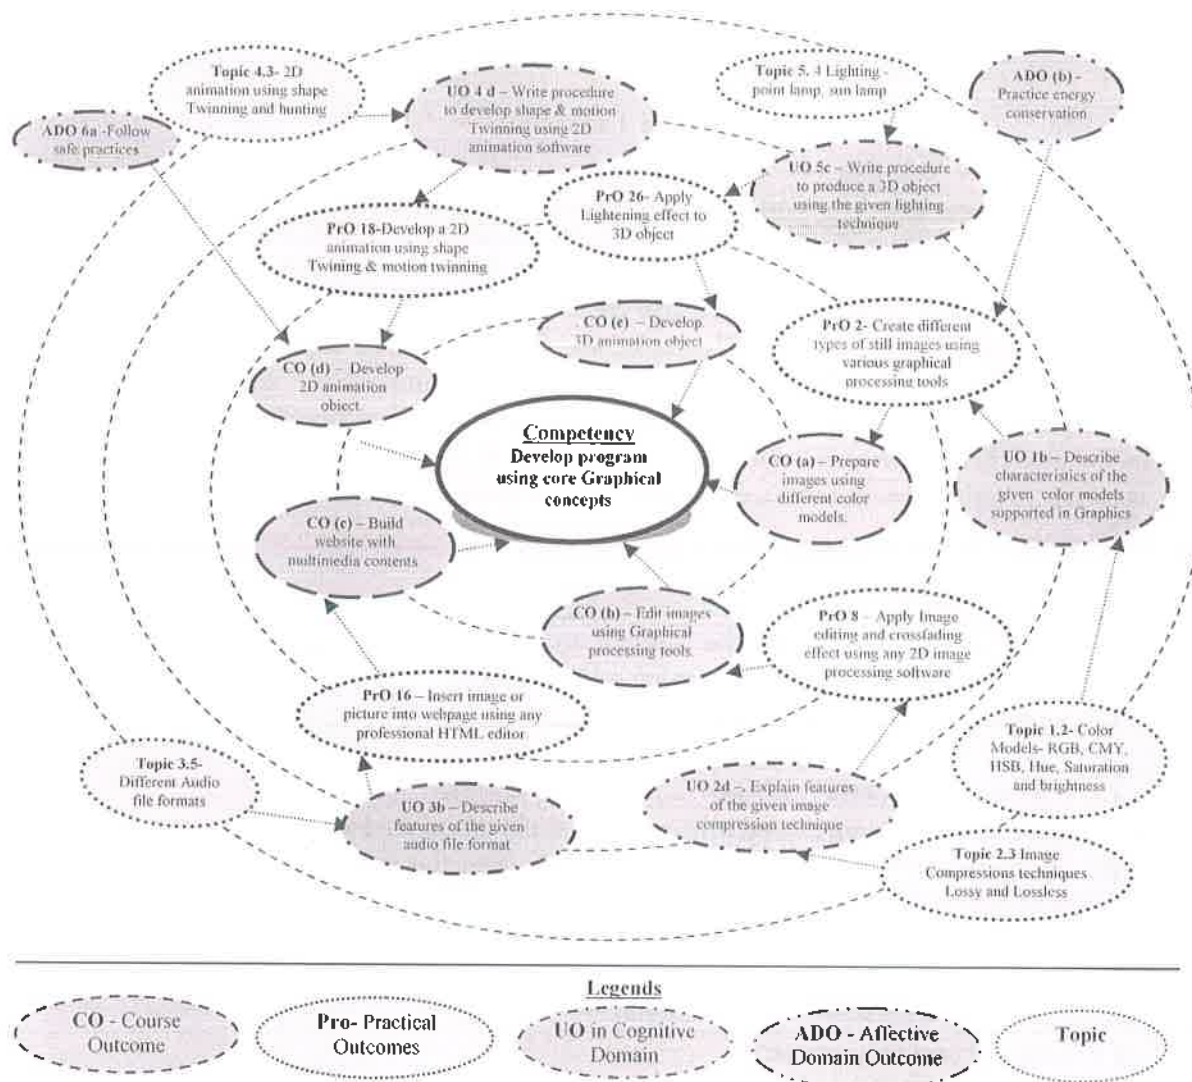 Topic 4.3- 2D
animation using shape
Twinning and hunting
UO 4 d – Write procedure
to develop shape & motion
Twinning using 2D
animation software
Topic 5. 4 Lighting -
point lamp, sun lamp
ADO (b) -
Practice energy
conservation
ADO 6a -Follow
safe practices
PrO 26- Apply
Lightening effect to
3D object
UO 5c – Write procedure
to produce a 3D object
using the given lighting
technique
PrO 18-Develop a 2D
animation using shape
Twining & motion twinning
CO (e) – Develop
3D animation object
PrO 2- Create different
types of still images using
various graphical
processing tools
CO (d) – Develop
2D animation
object.
Competency
Develop program
using core Graphical
concepts
CO (a) – Prepare
images using
different color
models.
UO 1b – Describe
characteristics of the
given color models
supported in Graphics
CO (c) – Build
website with
multimedia contents
CO (b) – Edit images
using Graphical
processing tools
PrO 8 – Apply Image
editing and crossfading
effect using any 2D image
processing software
PrO 16 – Insert image or
picture into webpage using any
professional HTML editor
Topic 1.2- Color
Models- RGB, CMY,
HSB, Hue, Saturation
and brightness
Topic 3.5-
Different Audio
file formats
UO 3b – Describe
features of the given
audio file format
UO 2d –. Explain features
of the given image
compression technique
Topic 2.3 Image
Compressions techniques
Lossy and Lossless
Legends
CO - Course
Outcome
Pro- Practical
Outcomes
UO in Cognitive
Domain
ADO - Affective
Domain Outcome
Topic